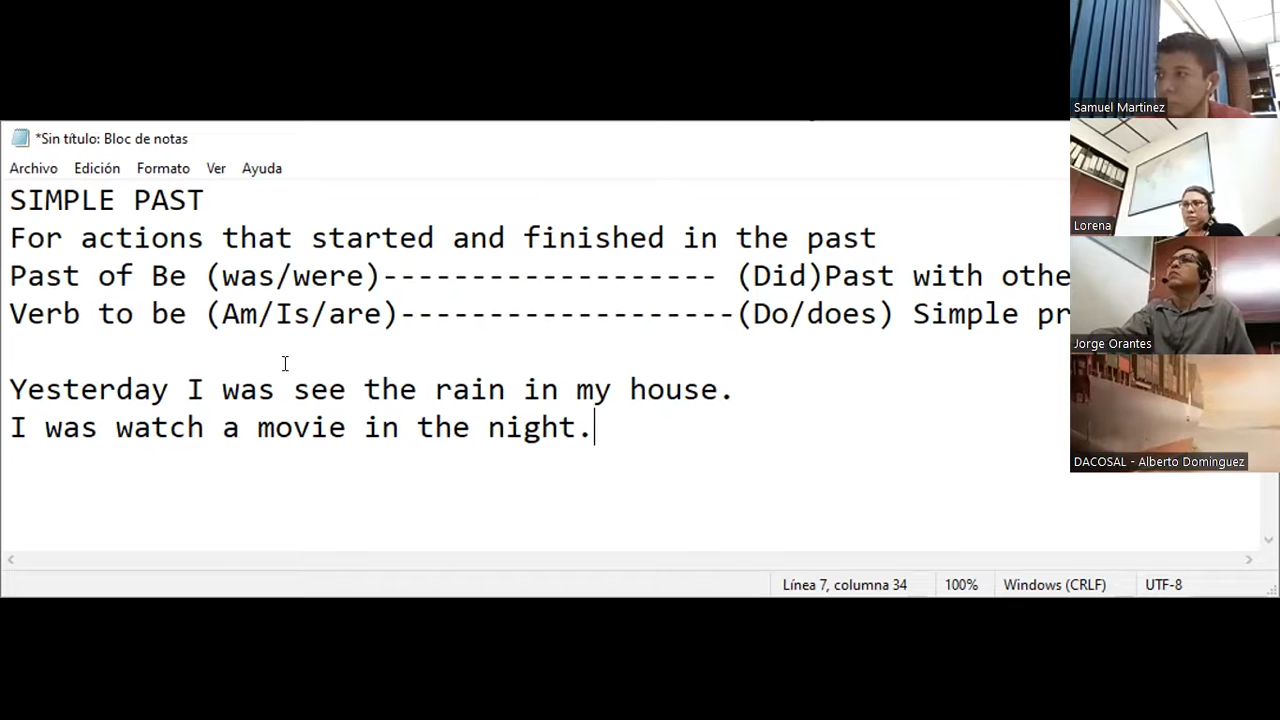 *Sin título: Bloc de notas
Archivo Edición Formato Ver Ayuda
SIMPLE PAST
For actions that started and finished in the past
Past of Be (was/were)------------------- (Did)Past with othe
Verb to be (Am/Is/are)-------------------(Do/does) Simple pr
Yesterday I was see the rain in my house.
I was watch a movie in the night.
Línea 7, columna 34 100% Windows (CRLF) UTF-8
Samuel Martinez
Lorena
Jorge Orantes
DACOSAL - Alberto Dominguez